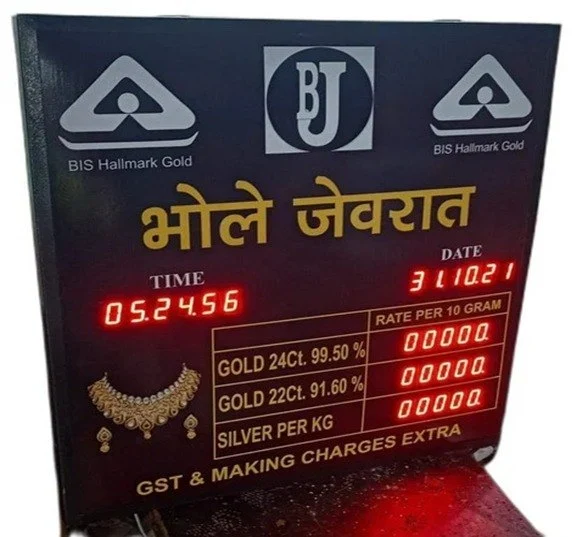 BJ
BIS Hallmark Gold
BIS Hallmark Gold
भोले जेवरात
TIME
DATE
05.24.56
31.10.21
RATE PER 10 GRAM
GOLD 24Ct. 99.50 % 00000.
GOLD 22Ct. 91.60 % 00000.
SILVER PER KG 00000.
GST & MAKING CHARGES EXTRA